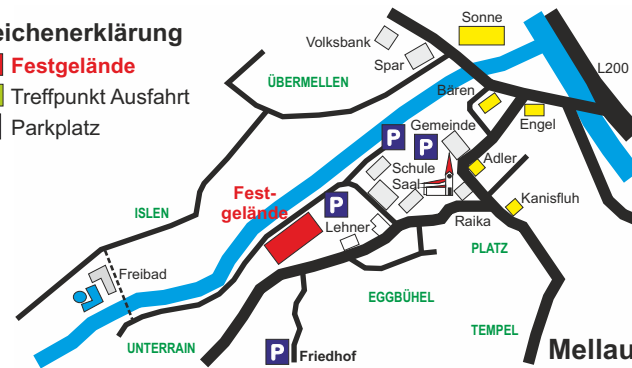 eichenerklärung
Festgelände
Treffpunkt Ausfahrt
Parkplatz
Sonne
Volksbank
Spar
L200
ÜBERMELLEN
Bären
Engel
P
P
Gemeinde
Schule
Adler
Saal
Kanisfluh
Raika
Fest-
gelände
P
Lehner
ISLEN
PLATZ
Freibad
EGGBÜHEL
TEMPEL
UNTERRAIN
P
Friedhof
Mellau